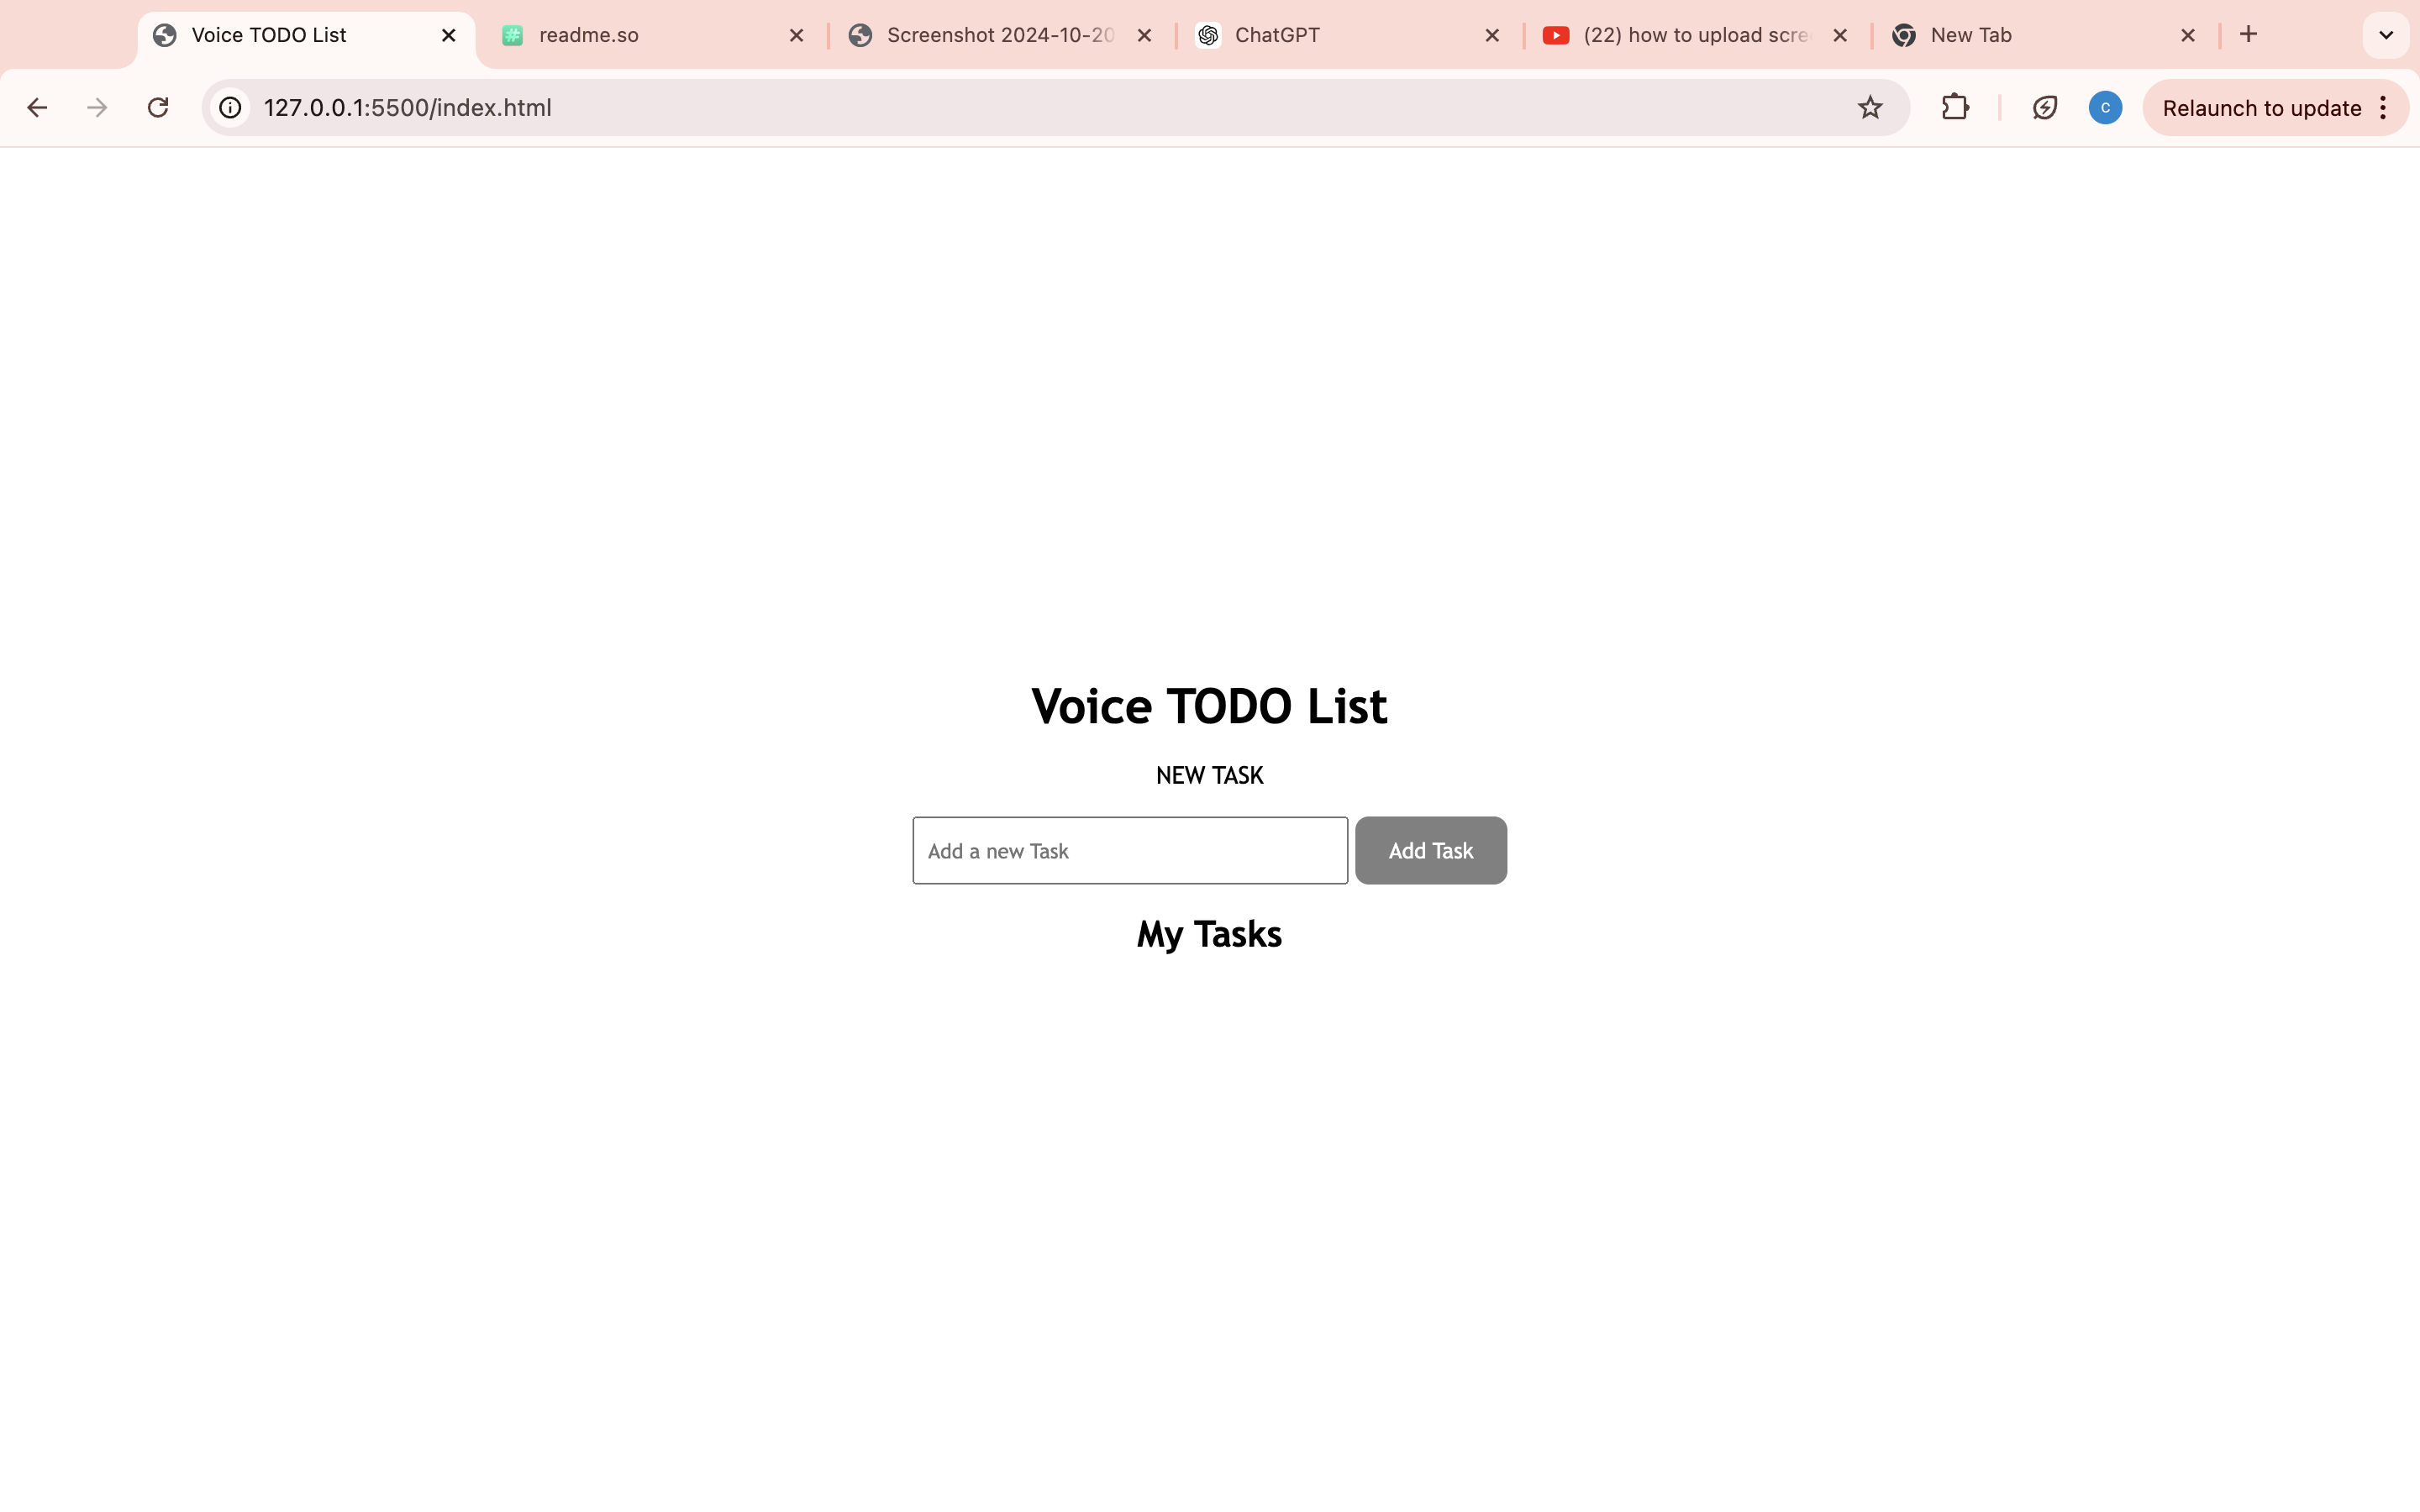 Voice TODO List
readme.so
Screenshot 2024-10-20
ChatGPT
(22) how to upload scre
New Tab
127.0.0.1:5500/index.html
C
Relaunch to update
Voice TODO List
NEW TASK
Add a new Task
Add Task
My Tasks